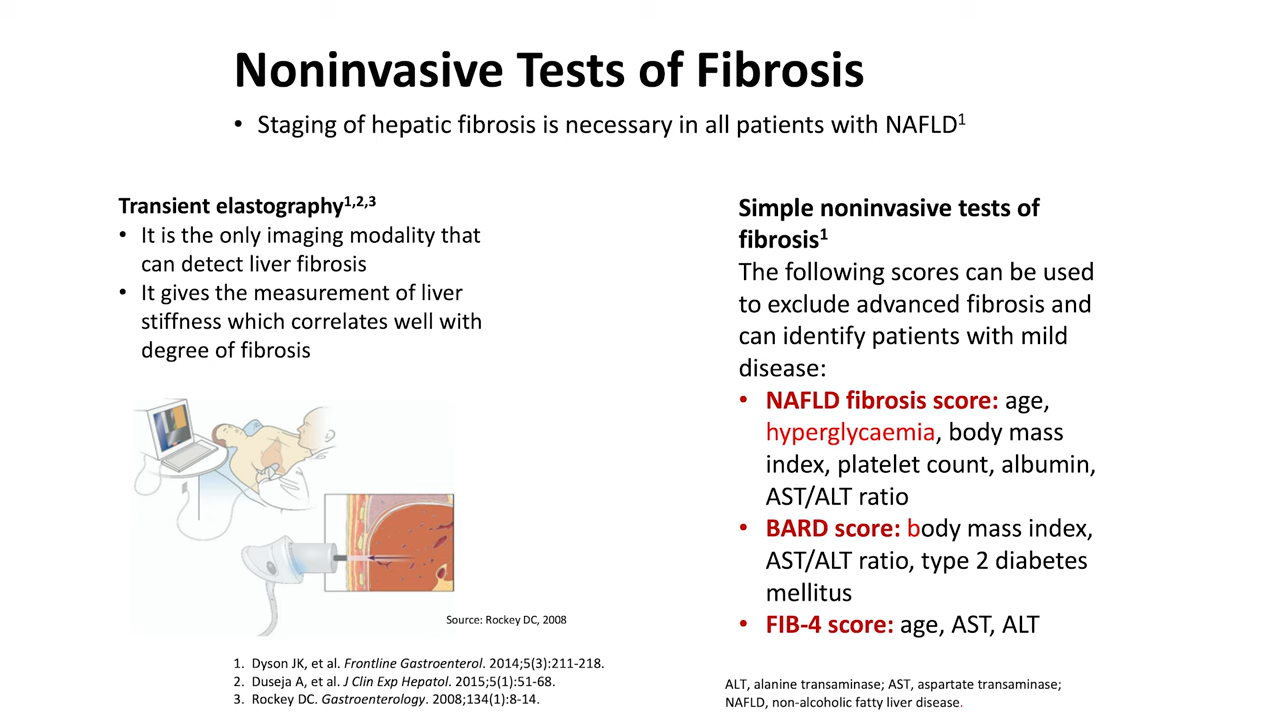 Noninvasive Tests of Fibrosis
• Staging of hepatic fibrosis is necessary in all patients with NAFLD1
Transient elastography1,2,3
• It is the only imaging modality that
can detect liver fibrosis
• It gives the measurement of liver
stiffness which correlates well with
degree of fibrosis
Source: Rockey DC, 2008
Simple noninvasive tests of
fibrosis1
The following scores can be used
to exclude advanced fibrosis and
can identify patients with mild
disease:
• NAFLD fibrosis score: age,
hyperglycaemia, body mass
index, platelet count, albumin,
AST/ALT ratio
• BARD score: body mass index,
AST/ALT ratio, type 2 diabetes
mellitus
• FIB-4 score: age, AST, ALT
1. Dyson JK, et al. Frontline Gastroenterol. 2014;5(3):211-218.
2. Duseja A, et al. J Clin Exp Hepatol. 2015;5(1):51-68.
3. Rockey DC. Gastroenterology. 2008;134(1):8-14.
ALT, alanine transaminase; AST, aspartate transaminase;
NAFLD, non-alcoholic fatty liver disease.